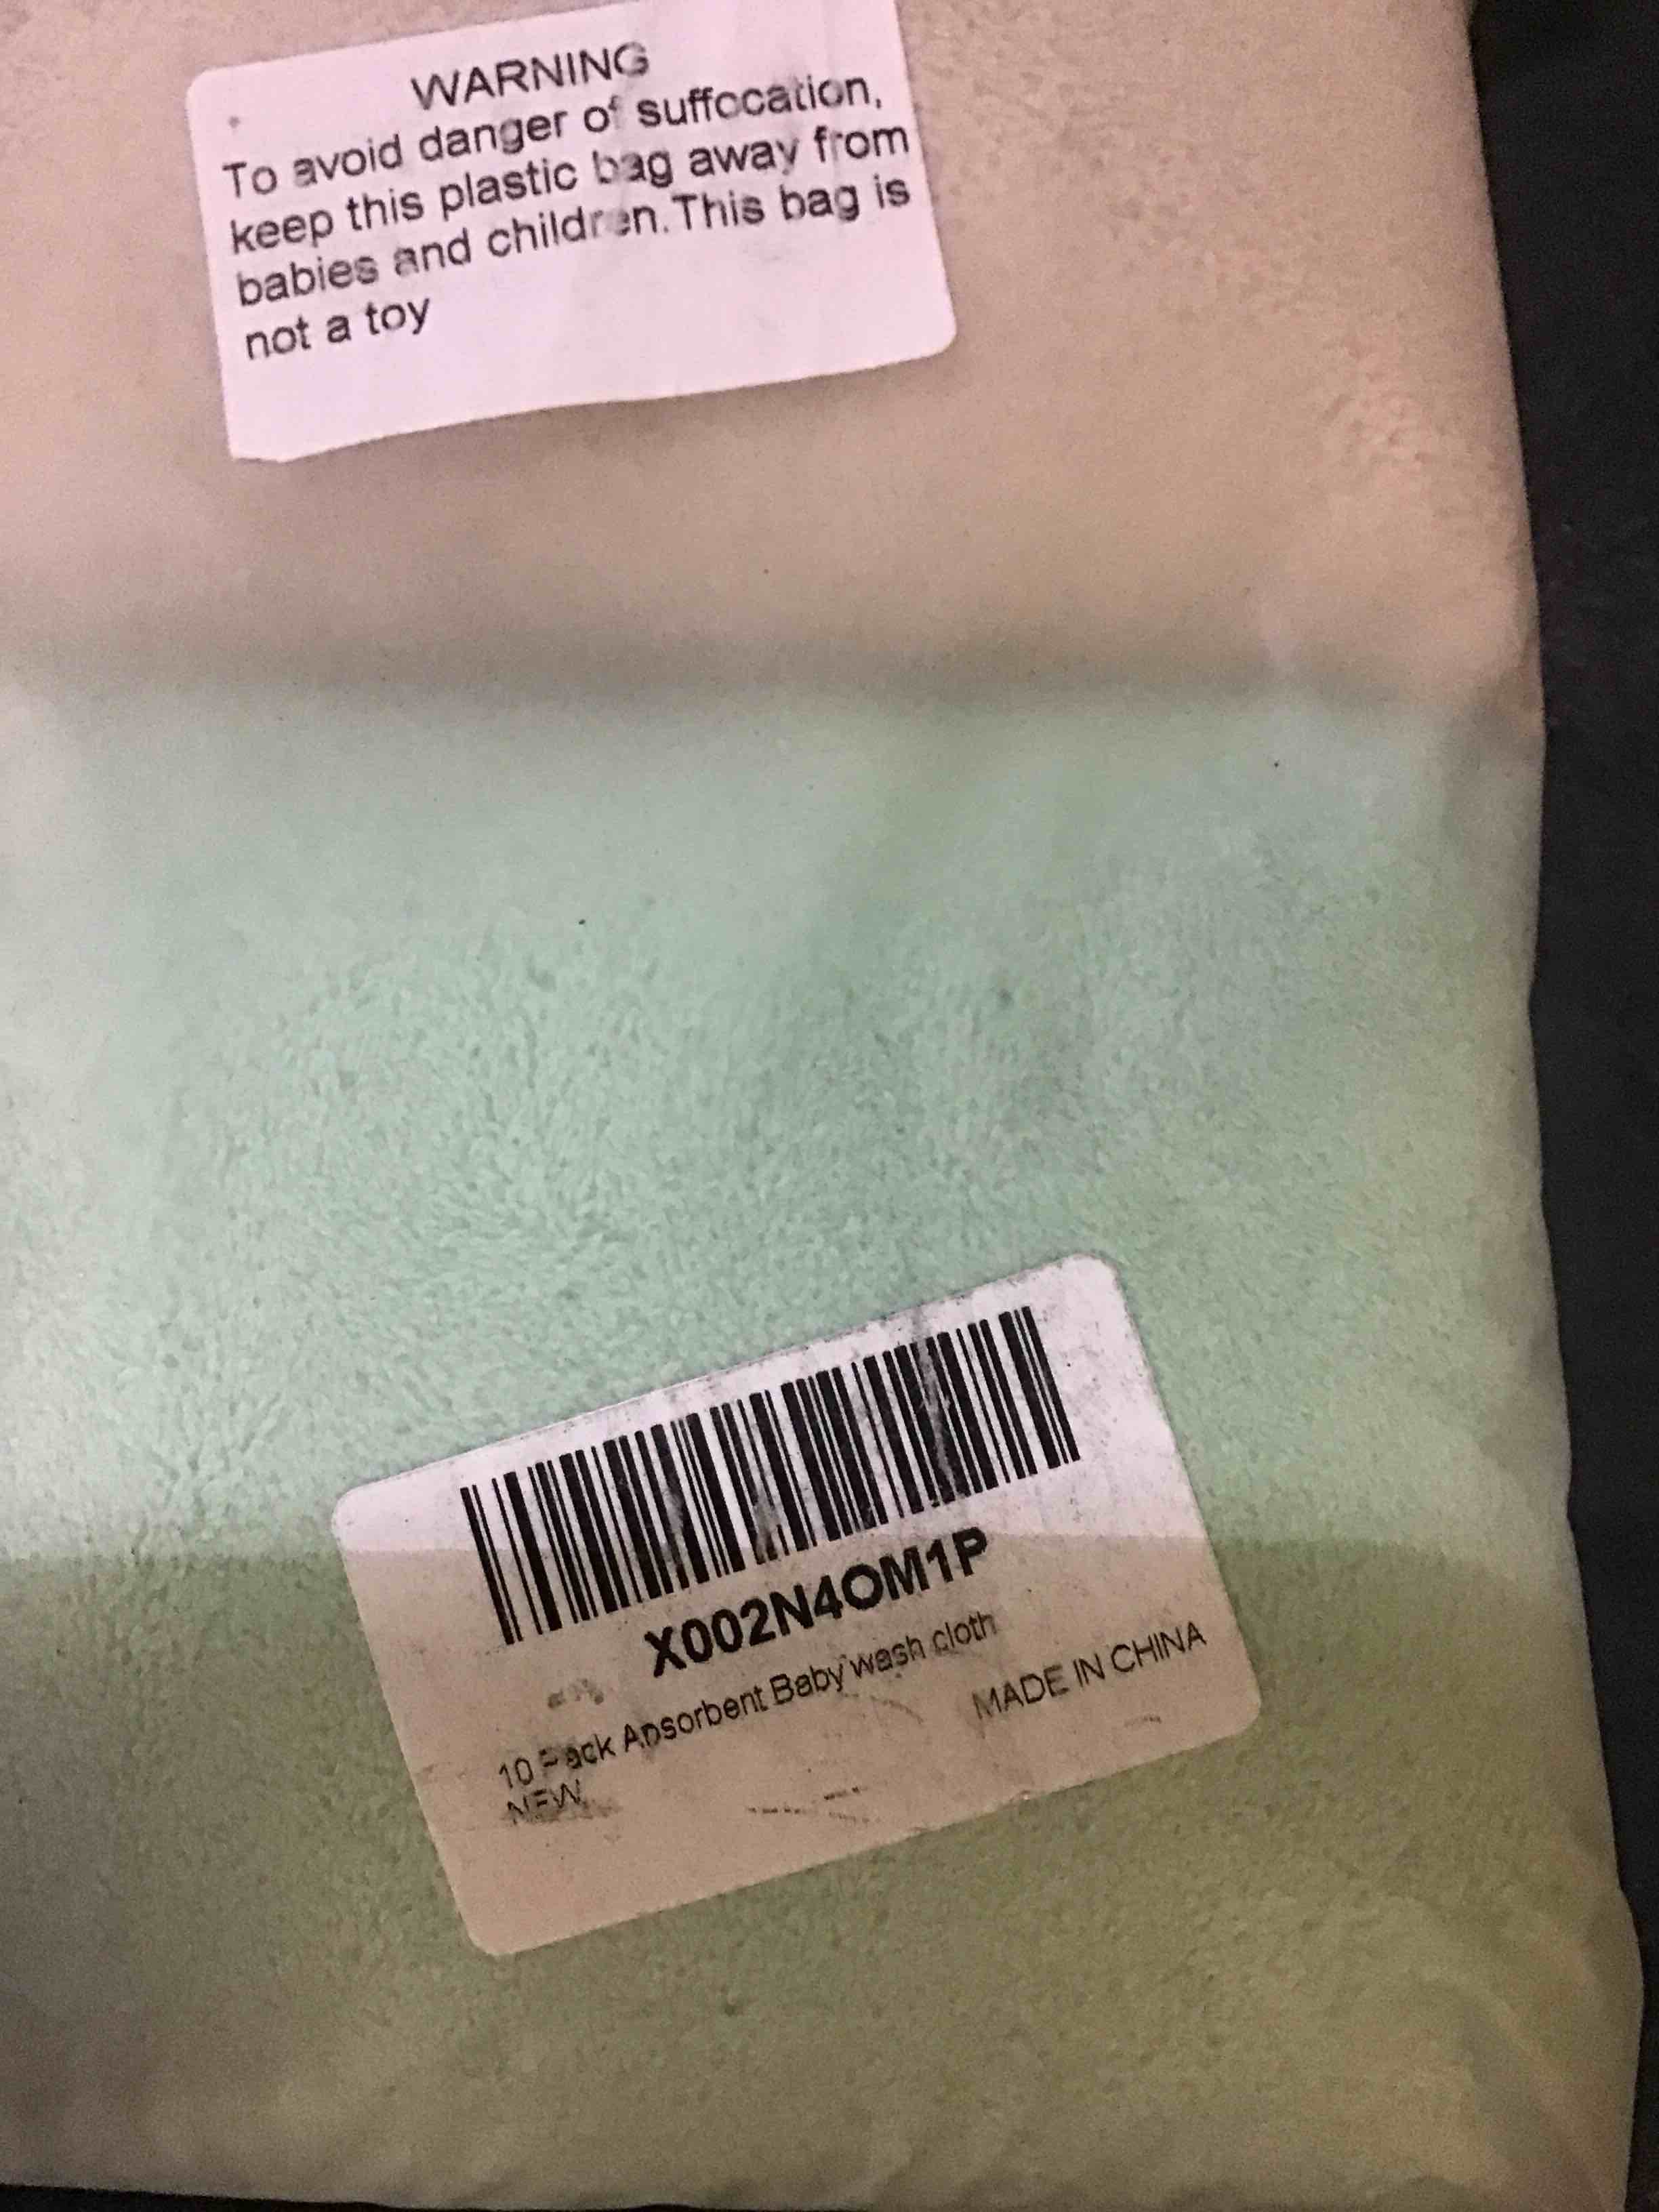 WARNING
To avoid danger of suffocation,
keep this plastic bag away from
babies and children. This bag is
not a toy
X002N4OM1P
10 Pack Absorbent Baby wash cloth
NEW
MADE IN CHINA